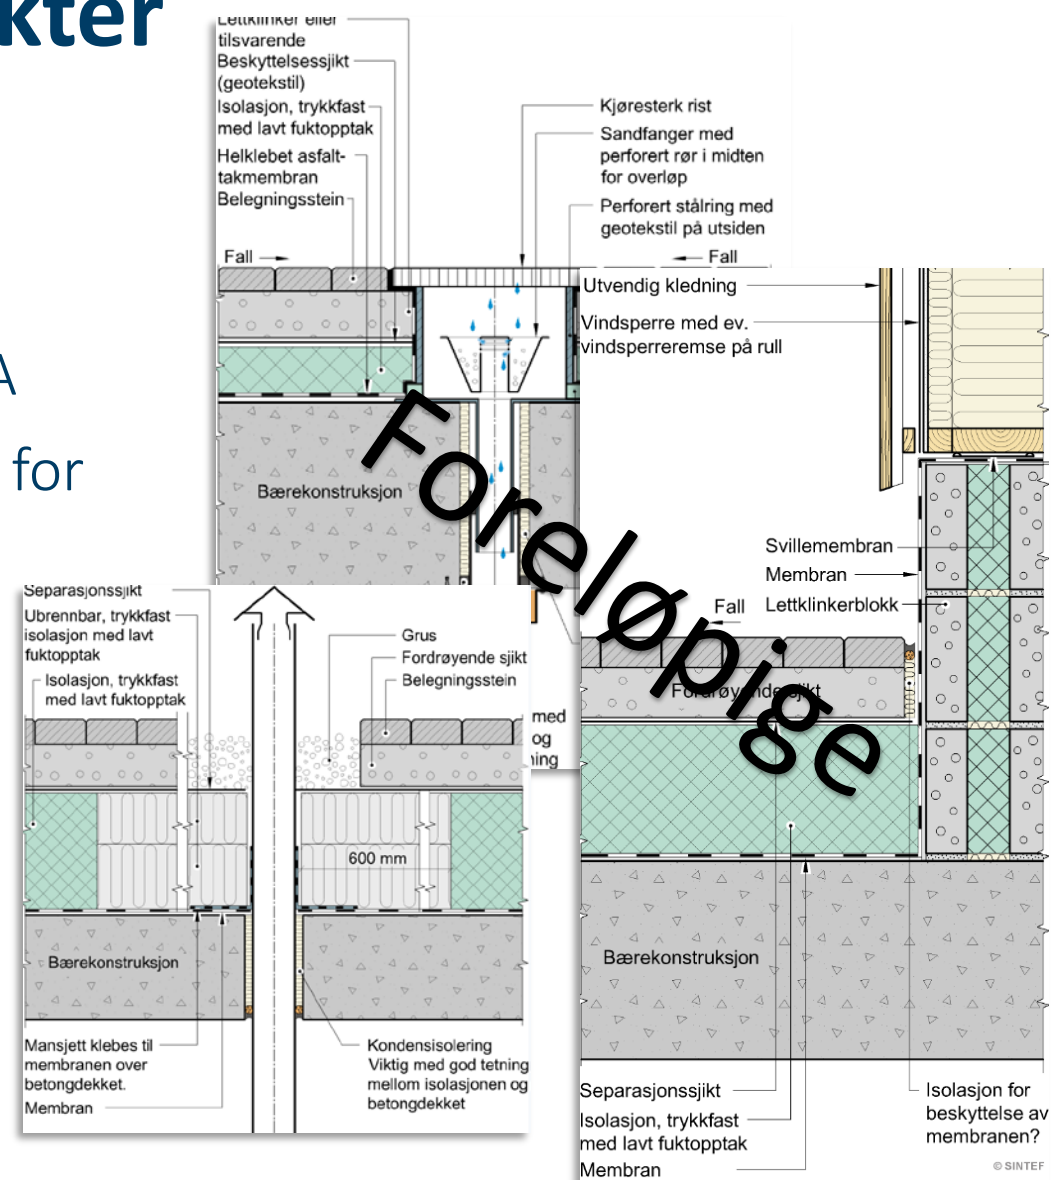 kter
A
for
Lettklinker eller
tilsvarende
Beskyttelsessjikt
(geotekstil)
Isolasjon, trykkfast
med lavt fuktopptak
Helklebet asfalt-
takmembran
Belegningsstein
Kjøresterk rist
Sandfanger med
perforert rør i midten
for overløp
Perforert stålring med
geotekstil på utsiden
Fall
Fall
Bærekonstruksjon
med
og
ning
Utvendig kledning
Vindsperre med ev.
vindsperreremse på rull
Svillemembran
Membran
Lettklinkerblokk
Fall
Fordrøyende sjikt
Bærekonstruksjon
Separasjonssjikt
Isolasjon, trykkfast
med lavt fuktopptak
Membran
Isolasjon for
beskyttelse av
membranen?
© SINTEF
Separasjonssjikt
Ubrennbar, trykkfast
isolasjon med lavt
fuktopptak
Isolasjon, trykkfast
med lavt fuktopptak
Grus
Fordrøyende sjikt
Belegningsstein
600 mm
Bærekonstruksjon
Mansjett klebes til
membranen over
betongdekket.
Membran
Kondensisolering
Viktig med god tetning
mellom isolasjonen og
betongdekket
Foreløpige